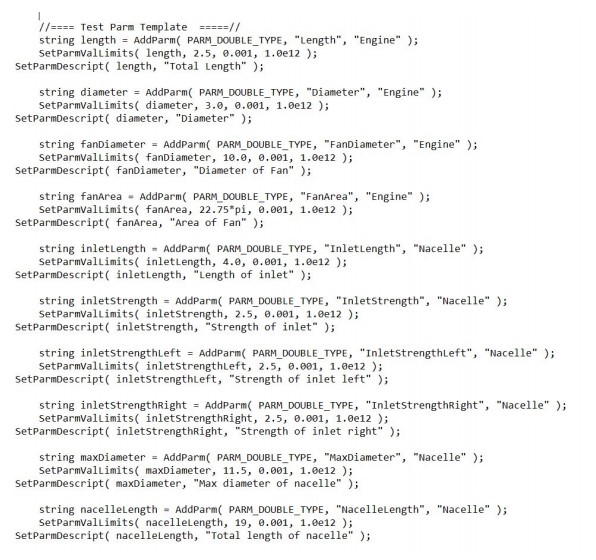 //==== Test Parm Template =====//
string length = AddParm( PARM_DOUBLE_TYPE, "Length", "Engine" );
SetParmValLimits( length, 2.5, 0.001, 1.0e12 );
SetParmDescript( length, "Total Length" );
string diameter = AddParm( PARM_DOUBLE_TYPE, "Diameter", "Engine" );
SetParmValLimits( diameter, 3.0, 0.001, 1.0e12 );
SetParmDescript( diameter, "Diameter" );
string fanDiameter = AddParm( PARM_DOUBLE_TYPE, "FanDiameter", "Engine" );
SetParmValLimits( fanDiameter, 10.0, 0.001, 1.0e12 );
SetParmDescript( fanDiameter, "Diameter of Fan" );
string fanArea = AddParm( PARM_DOUBLE_TYPE, "FanArea", "Engine" );
SetParmValLimits( fanArea, 22.75*pi, 0.001, 1.0e12 );
SetParmDescript( fanArea, "Area of Fan" );
string inletLength = AddParm( PARM_DOUBLE_TYPE, "InletLength", "Nacelle" );
SetParmValLimits( inletLength, 4.0, 0.001, 1.0e12 );
SetParmDescript( inletLength, "Length of inlet" );
string inletStrength = AddParm( PARM_DOUBLE_TYPE, "InletStrength", "Nacelle" );
SetParmValLimits( inletStrength, 2.5, 0.001, 1.0e12 );
SetParmDescript( inletStrength, "Strength of inlet" );
string inletStrengthLeft = AddParm( PARM_DOUBLE_TYPE, "InletStrengthLeft", "Nacelle" );
SetParmValLimits( inletStrengthLeft, 2.5, 0.001, 1.0e12 );
SetParmDescript( inletStrengthLeft, "Strength of inlet left" );
string inletStrengthRight = AddParm( PARM_DOUBLE_TYPE, "InletStrengthRight", "Nacelle" );
SetParmValLimits( inletStrengthRight, 2.5, 0.001, 1.0e12 );
SetParmDescript( inletStrengthRight, "Strength of inlet right" );
string maxDiameter = AddParm( PARM_DOUBLE_TYPE, "MaxDiameter", "Nacelle" );
SetParmValLimits( maxDiameter, 11.5, 0.001, 1.0e12 );
SetParmDescript( maxDiameter, "Max diameter of nacelle" );
string nacelleLength = AddParm( PARM_DOUBLE_TYPE, "NacelleLength", "Nacelle" );
SetParmValLimits( nacelleLength, 19, 0.001, 1.0e12 );
SetParmDescript( nacelleLength, "Total length of nacelle" );